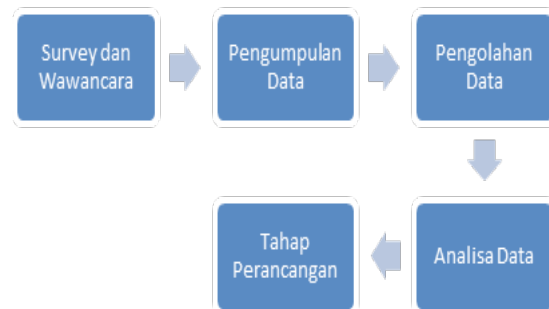 Survey dan
Wawancara
Pengumpulan
Data
Pengolahan
Data
Analisa Data
Tahap
Perancangan